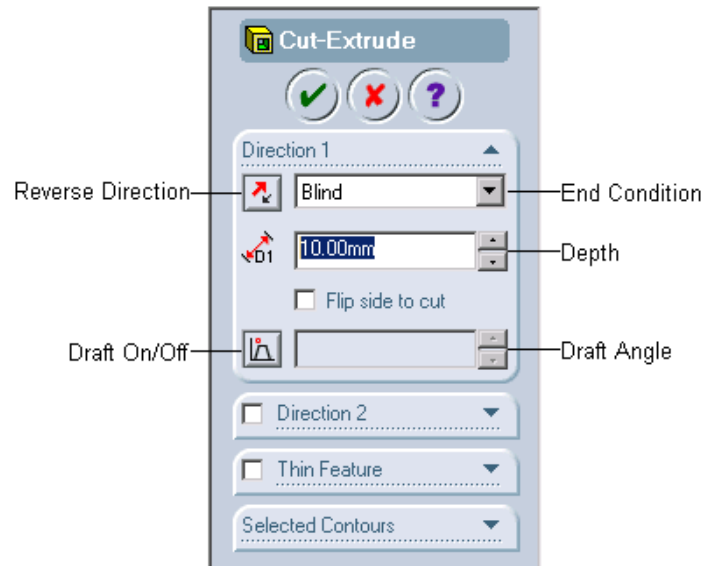 Cut-Extrude
?
Direction 1
Reverse Direction
Blind
End Condition
D1
10.00mm
Depth
Flip side to cut
Draft On/Off
Draft Angle
Direction 2
Thin Feature
Selected Contours